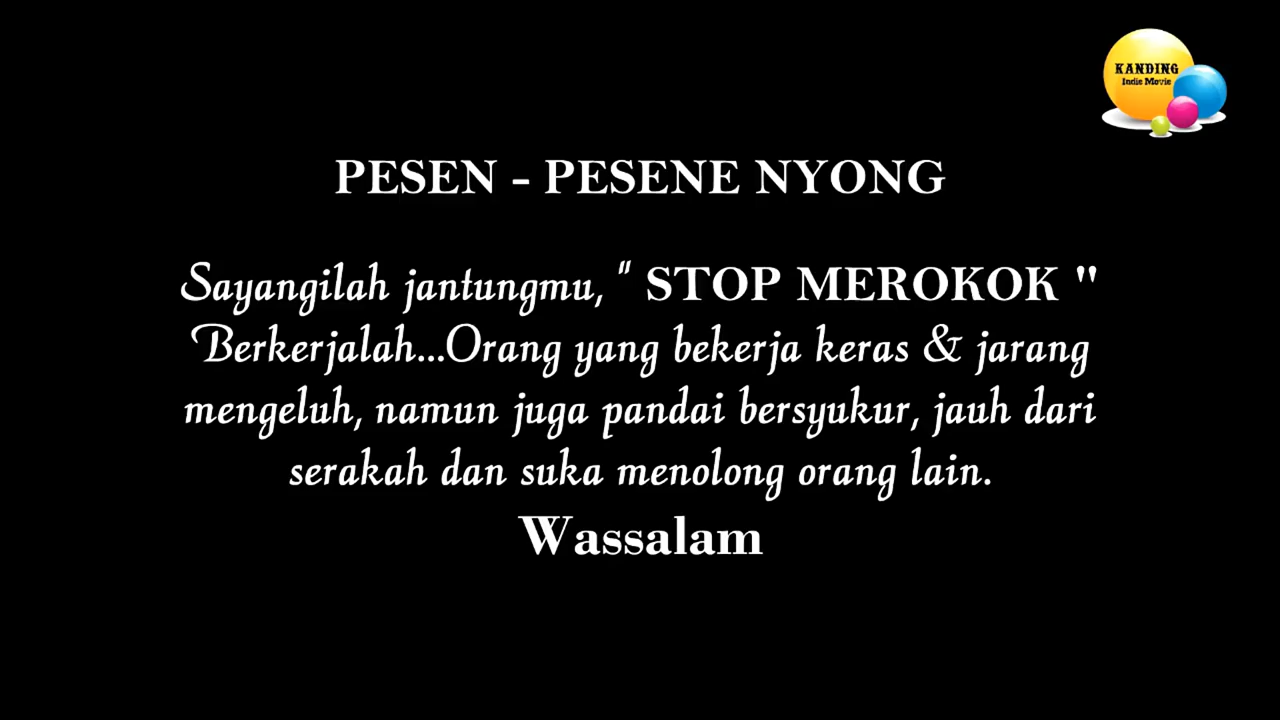 KANDING
Indie Movie
PESEN - PESENE NYONG
Sayangilah jantungmu, " STOP MEROKOK "
Berkerjalah...Orang yang bekerja keras & jarang
mengeluh, namun juga pandai bersyukur, jauh dari
serakah dan suka menolong orang lain.
Wassalam